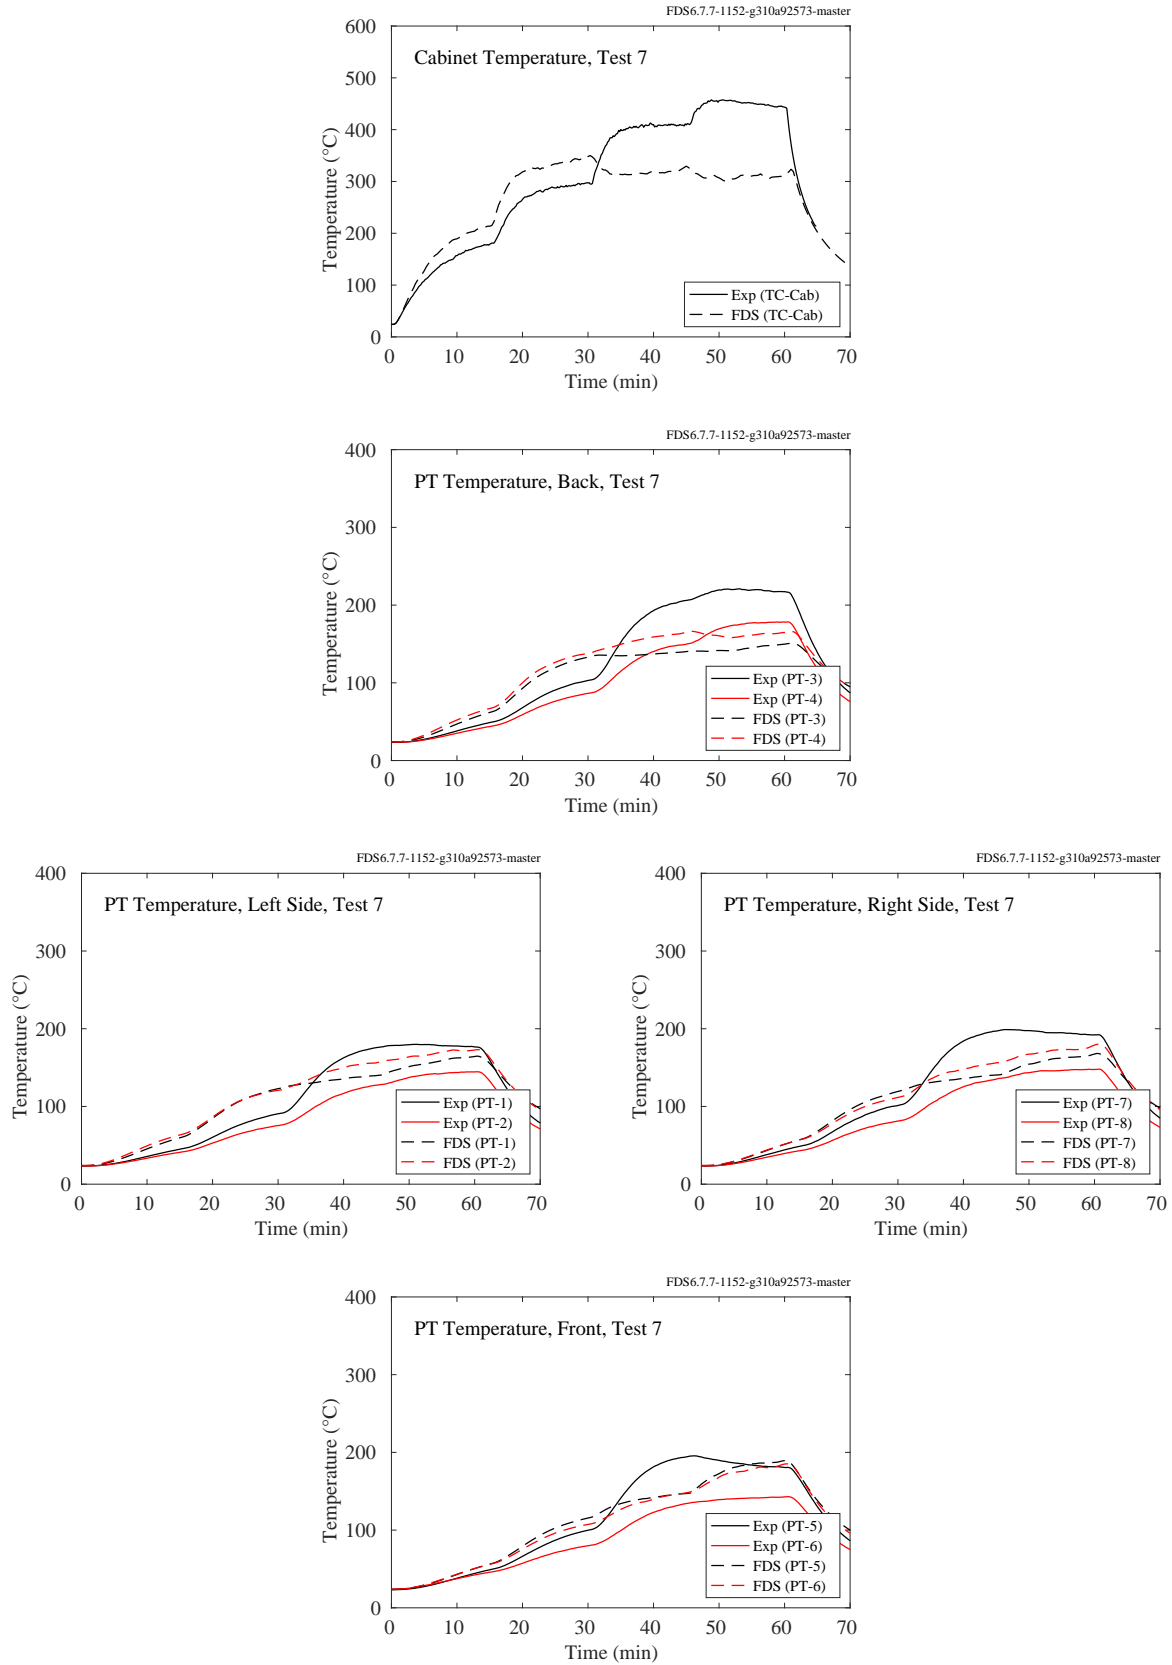 FDS6.7.7-1152-g310a92573-master
Cabinet Temperature, Test 7
Temperature (°C)
600
500
400
300
200
100
0
Exp (TC-Cab)
FDS (TC-Cab)
0 10 20 30 40 50 60 70
Time (min)
FDS6.7.7-1152-g310a92573-master
PT Temperature, Back, Test 7
Temperature (°C)
400
300
200
100
0
Exp (PT-3)
Exp (PT-4)
FDS (PT-3)
FDS (PT-4)
0 10 20 30 40 50 60 70
Time (min)
FDS6.7.7-1152-g310a92573-master
PT Temperature, Left Side, Test 7
Temperature (°C)
400
300
200
100
0
Exp (PT-1)
Exp (PT-2)
FDS (PT-1)
FDS (PT-2)
0 10 20 30 40 50 60 70
Time (min)
FDS6.7.7-1152-g310a92573-master
PT Temperature, Right Side, Test 7
Temperature (°C)
400
300
200
100
0
Exp (PT-7)
Exp (PT-8)
FDS (PT-7)
FDS (PT-8)
0 10 20 30 40 50 60 70
Time (min)
FDS6.7.7-1152-g310a92573-master
PT Temperature, Front, Test 7
Temperature (°C)
400
300
200
100
0
Exp (PT-5)
Exp (PT-6)
FDS (PT-5)
FDS (PT-6)
0 10 20 30 40 50 60 70
Time (min)